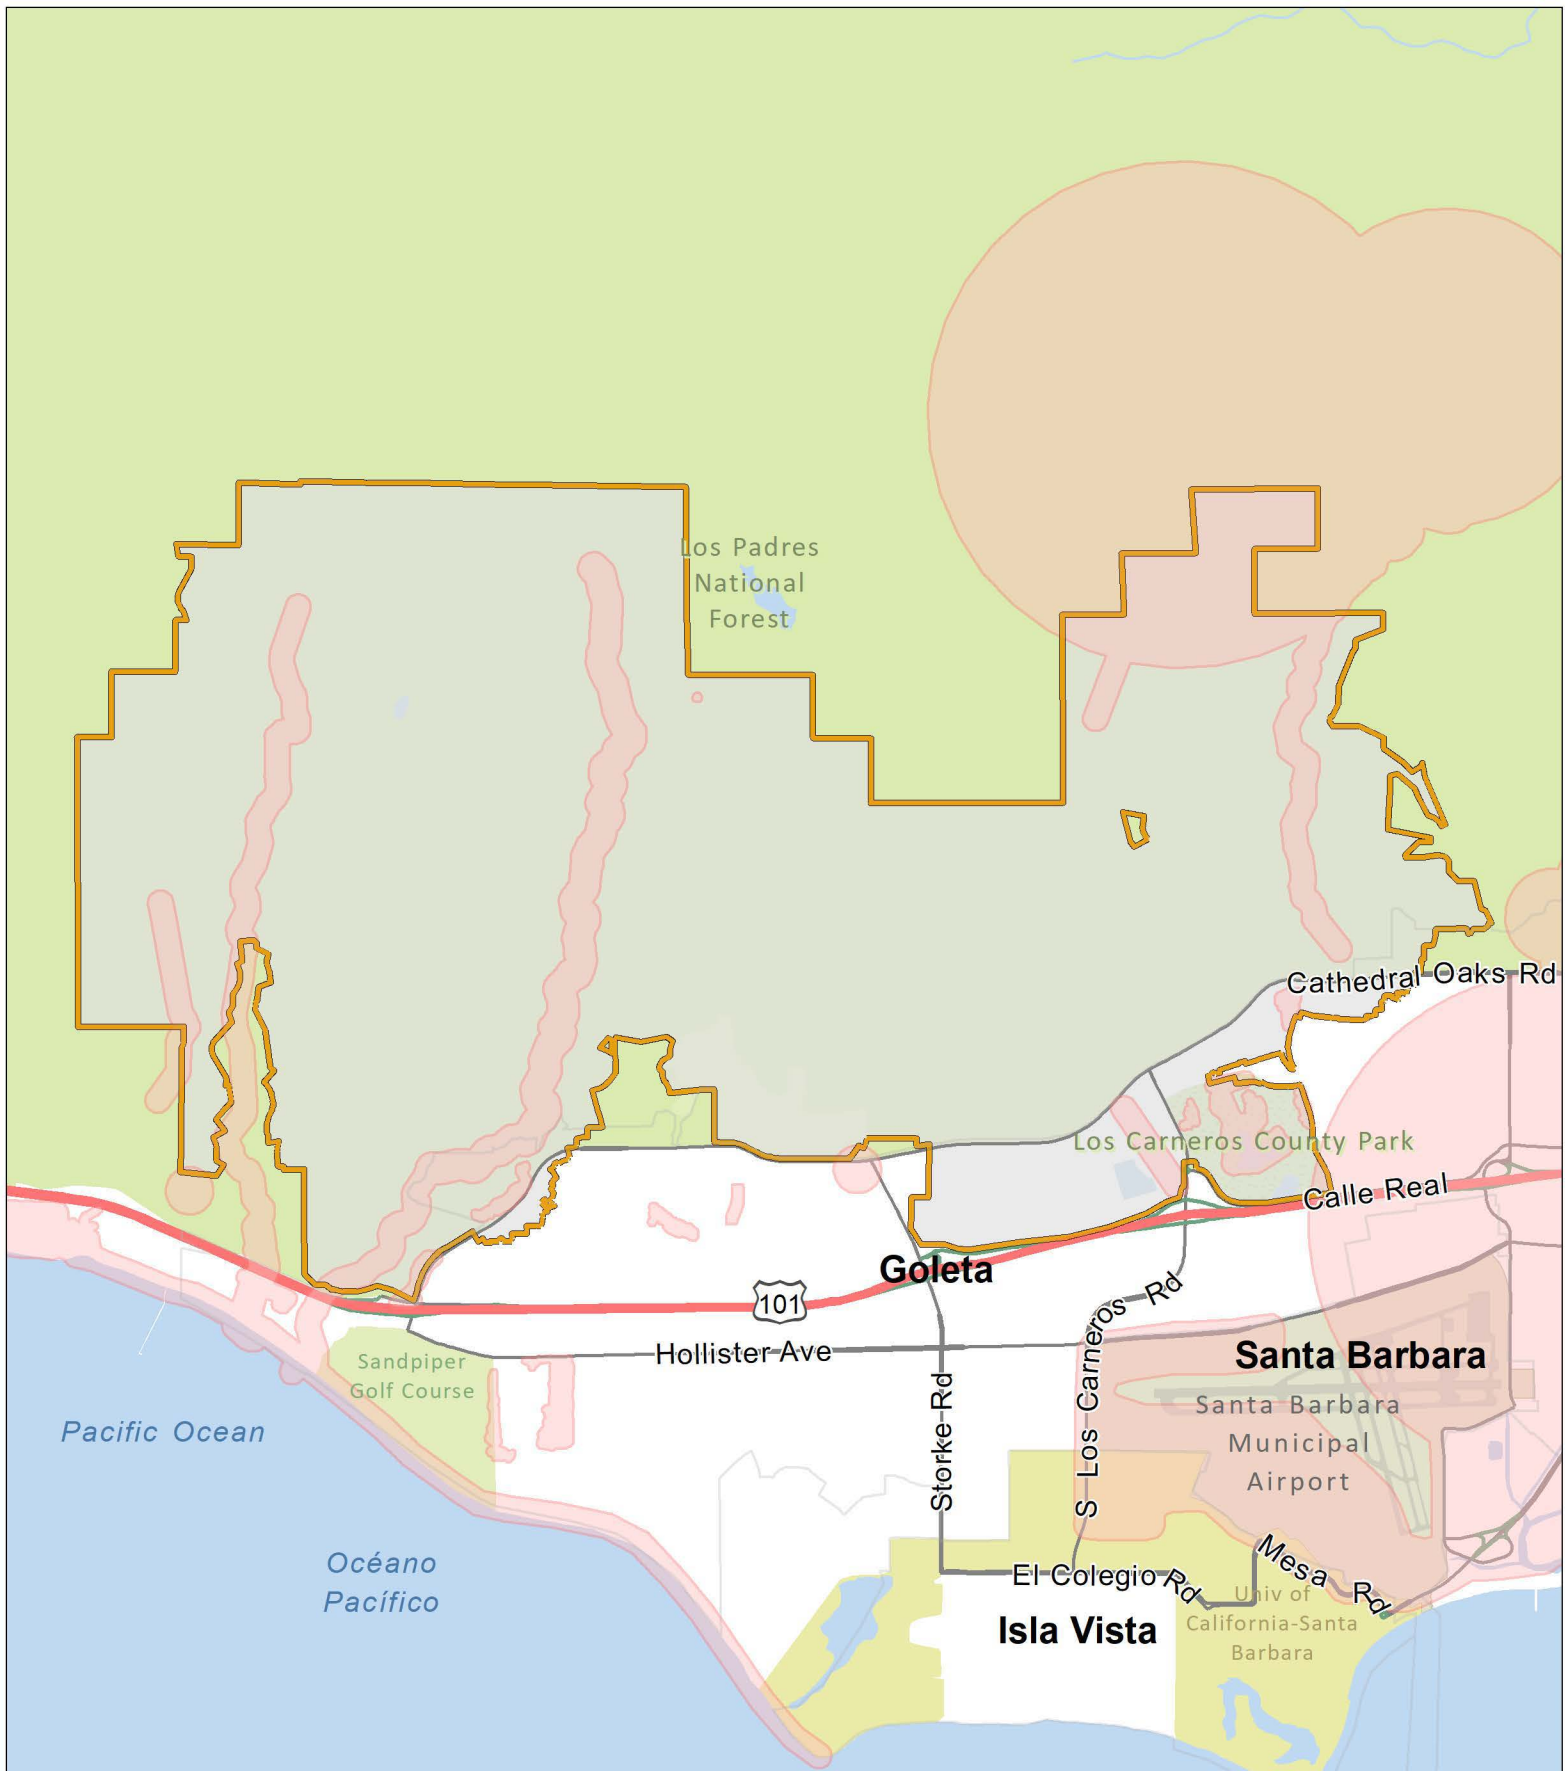 Los Padres
National
Forest
Cathedral Oaks Rd
Los Carneros County Park
Calle Real
Goleta
101
S Los Carneros Rd
Hollister Ave
Santa Barbara
Sandpiper
Golf Course
Santa Barbara
Municipal
Airport
Pacific Ocean
Storke Rd
Océano
Pacífico
El Colegio Rd
Mesa Rd
Univ of
California-Santa
Barbara
Isla Vista